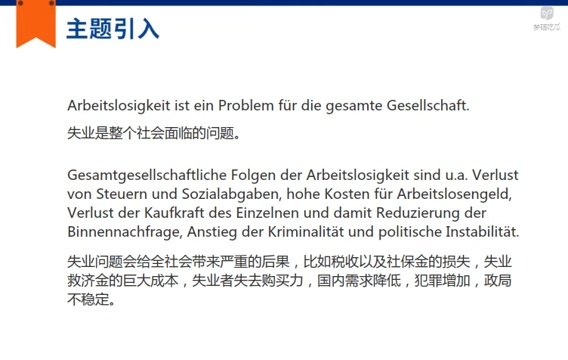 主题引入
Arbeitslosigkeit ist ein Problem für die gesamte Gesellschaft.
失业是整个社会面临的问题。
Gesamtgesellschaftliche Folgen der Arbeitslosigkeit sind u.a. Verlust
von Steuern und Sozialabgaben, hohe Kosten für Arbeitslosengeld,
Verlust der Kaufkraft des Einzelnen und damit Reduzierung der
Binnennachfrage, Anstieg der Kriminalität und politische Instabilität.
失业问题会给全社会带来严重的后果，比如税收以及社保金的损失，失业
救济金的巨大成本，失业者失去购买力，国内需求降低，犯罪增加，政局
不稳定。